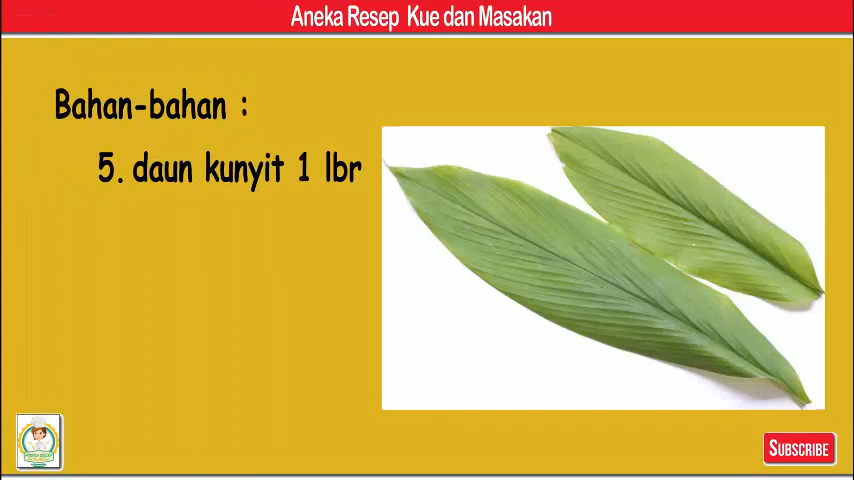 Aneka Resep Kue dan Masakan
Bahan-bahan :
5. daun kunyit 1 lbr
SUBSCRIBE